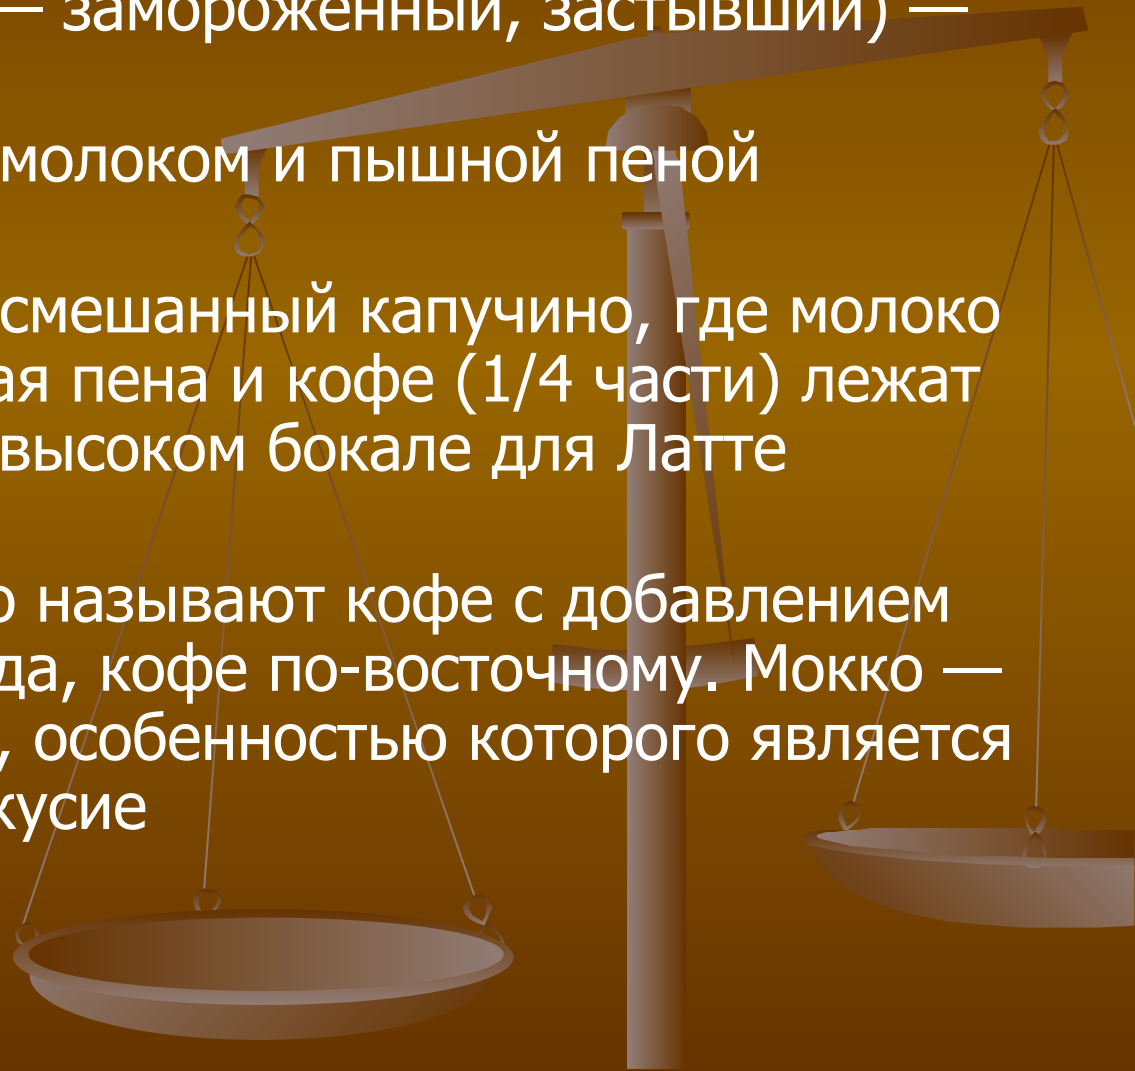 — замороженный, застывший) —
молоком и пышной пеной
смешанный капучино, где молоко
ая пена и кофе (1/4 части) лежат
высоком бокале для Латте
о называют кофе с добавлением
да, кофе по-восточному. Мокко —
, особенностью которого является
кусие